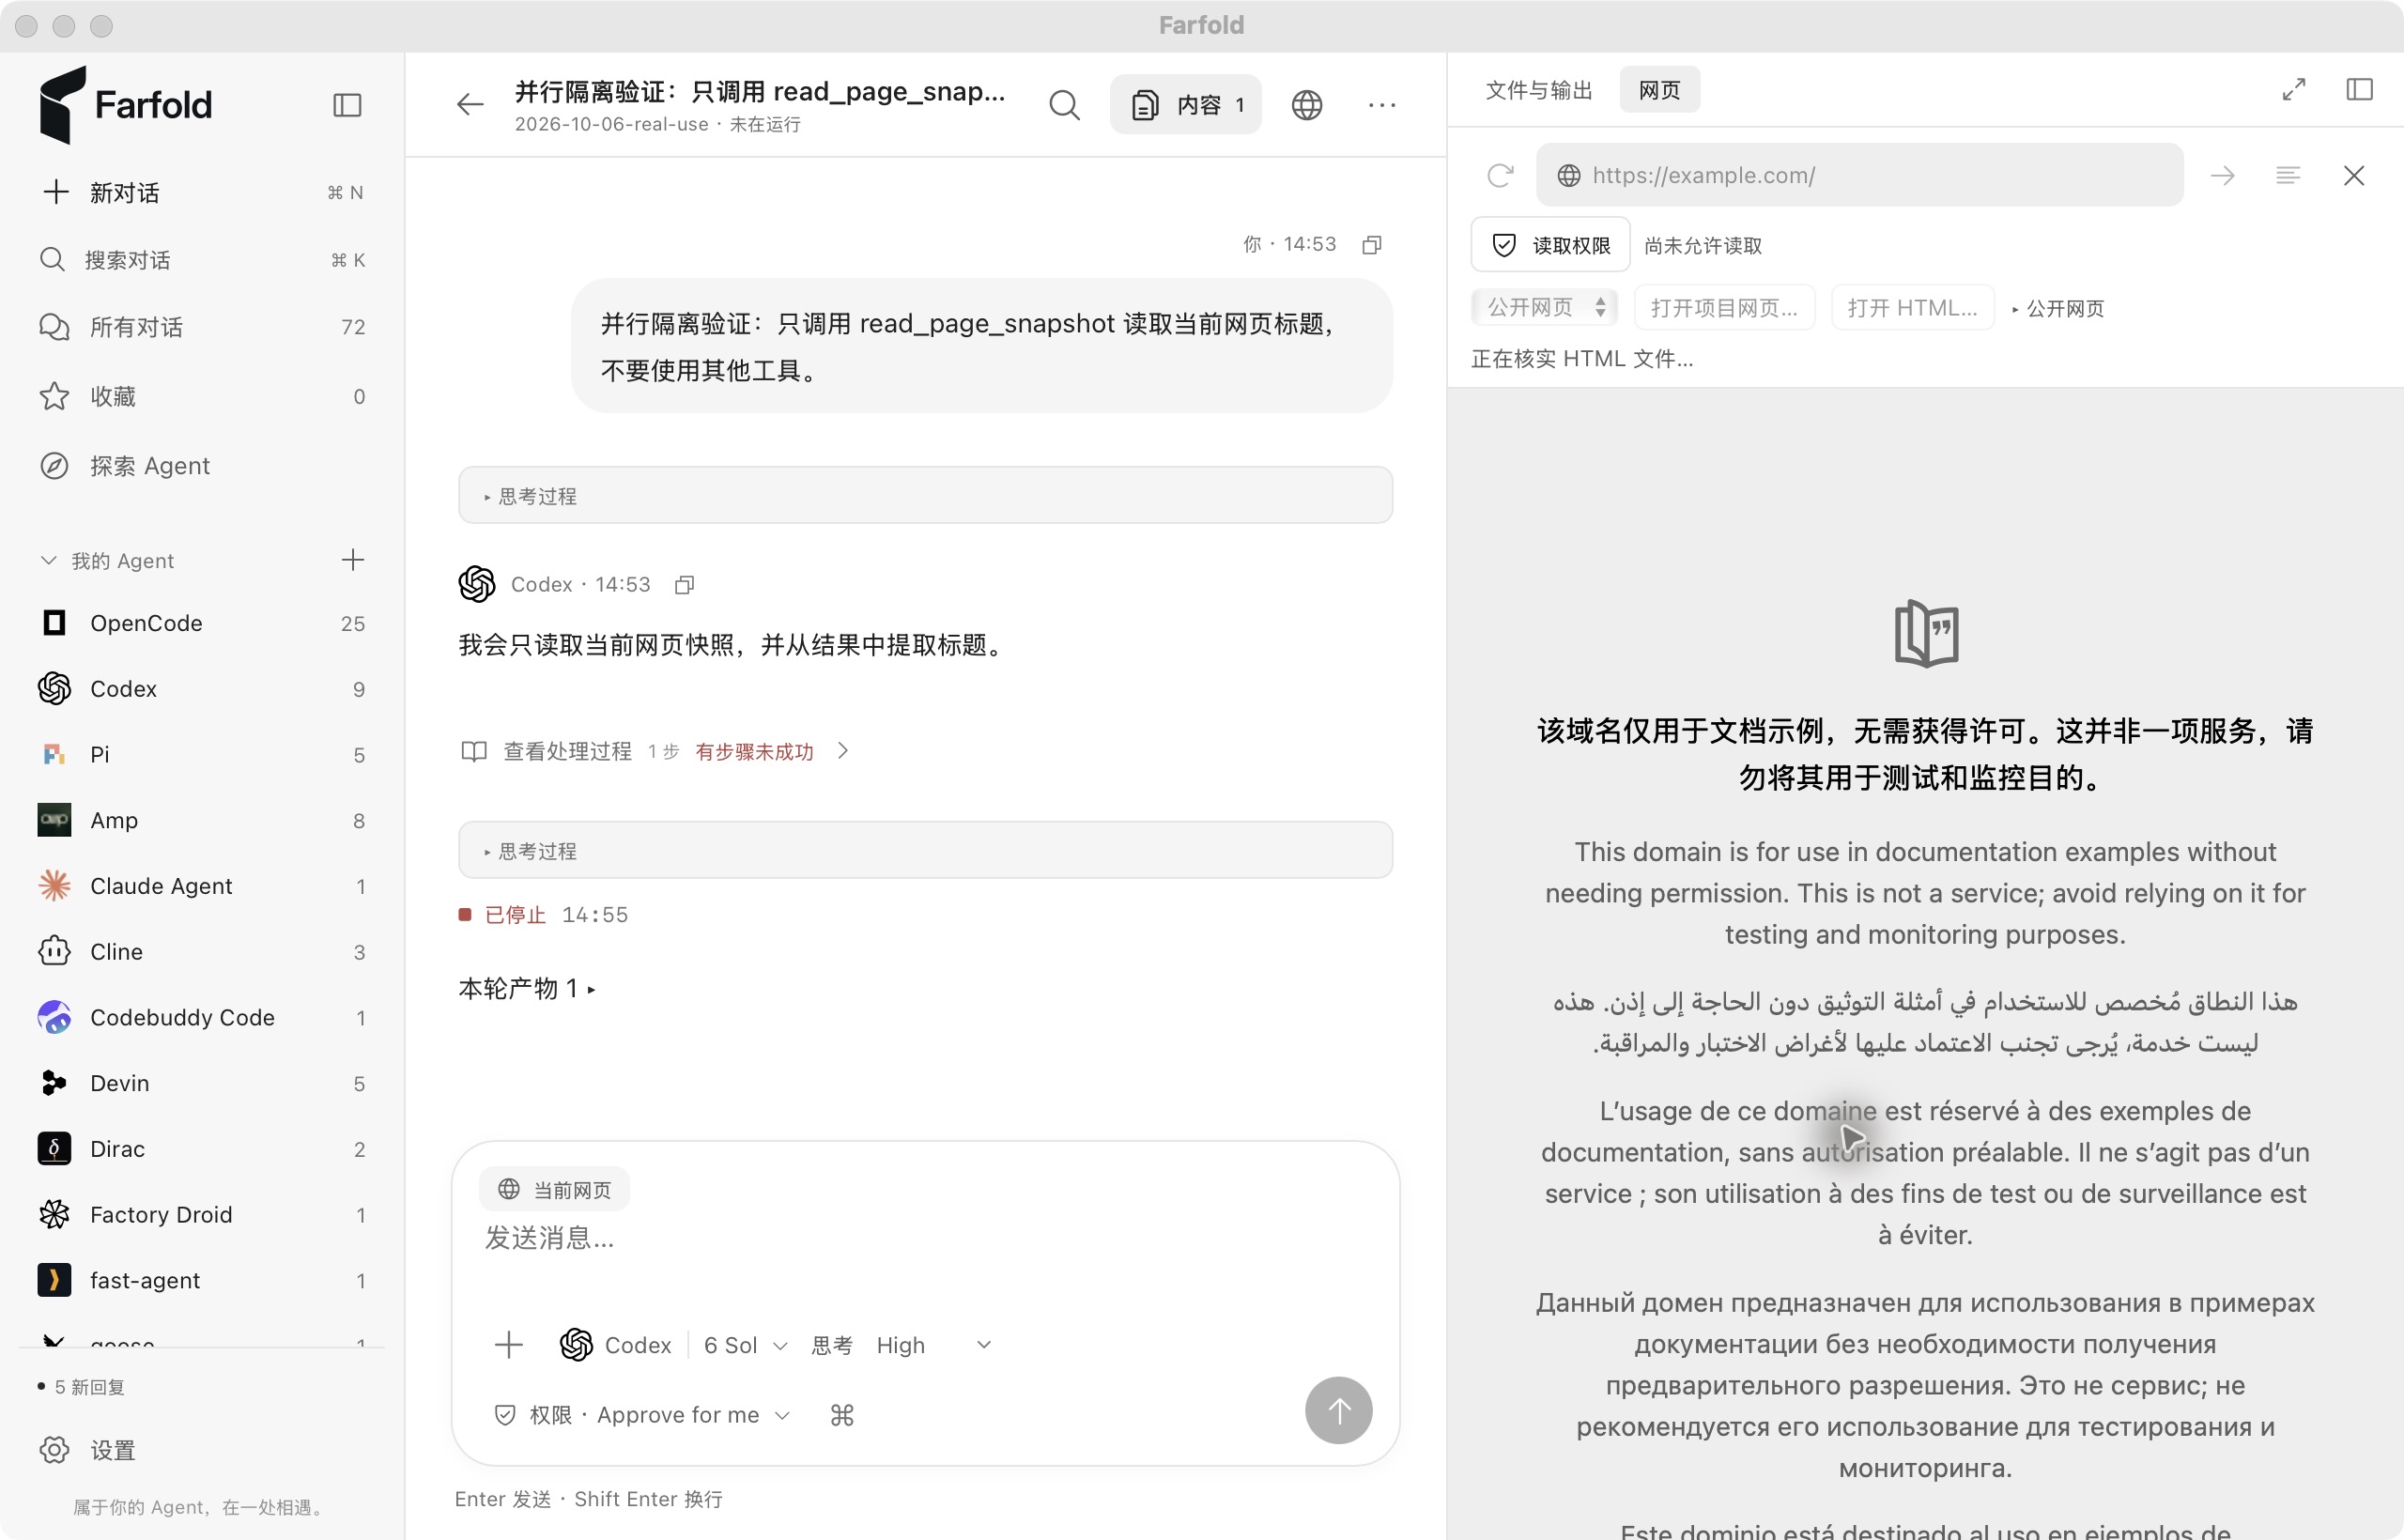 Farfold
Farfold
新对话 ⌘ N
搜索对话 ⌘ K
所有对话 72
收藏 0
探索 Agent
我的 Agent
OpenCode 25
Codex 9
Pi 5
Amp 8
Claude Agent 1
Cline 3
Codebuddy Code 1
Devin 5
Dirac 2
Factory Droid 1
fast-agent 1
goose 1
5 新回复
设置
属于你的 Agent，在一处相遇。
并行隔离验证：只调用 read_page_snap...
2026-10-06-real-use · 未在运行
内容 1
你 · 14:53
并行隔离验证：只调用 read_page_snapshot 读取当前网页标题，
不要使用其他工具。
思考过程
Codex · 14:53
我会只读取当前网页快照，并从结果中提取标题。
查看处理过程 1 步 有步骤未成功
思考过程
已停止 14:55
本轮产物 1
当前网页
发送消息...
Codex 6 Sol 思考 High
权限 · Approve for me ⌘
Enter 发送 · Shift Enter 换行
文件与输出 网页
https://example.com/
读取权限 尚未允许读取
公开网页 打开项目网页... 打开 HTML... 公开网页
正在核实 HTML 文件...
该域名仅用于文档示例，无需获得许可。这并非一项服务，请
勿将其用于测试和监控目的。
This domain is for use in documentation examples without
needing permission. This is not a service; avoid relying on it for
testing and monitoring purposes.
هذا النطاق مُخصص للاستخدام في أمثلة التوثيق دون الحاجة إلى إذن. هذه
ليست خدمة، يُرجى تجنب الاعتماد عليها لأغراض الاختبار والمراقبة.
L’usage de ce domaine est réservé à des exemples de
documentation, sans autorisation préalable. Il ne s’agit pas d’un
service ; son utilisation à des fins de test ou de surveillance est
à éviter.
Данный домен предназначен для использования в примерах
документации без необходимости получения
предварительного разрешения. Это не сервис; не
рекомендуется его использование для тестирования и
мониторинга.
Este dominio está destinado al uso en ejemplos de